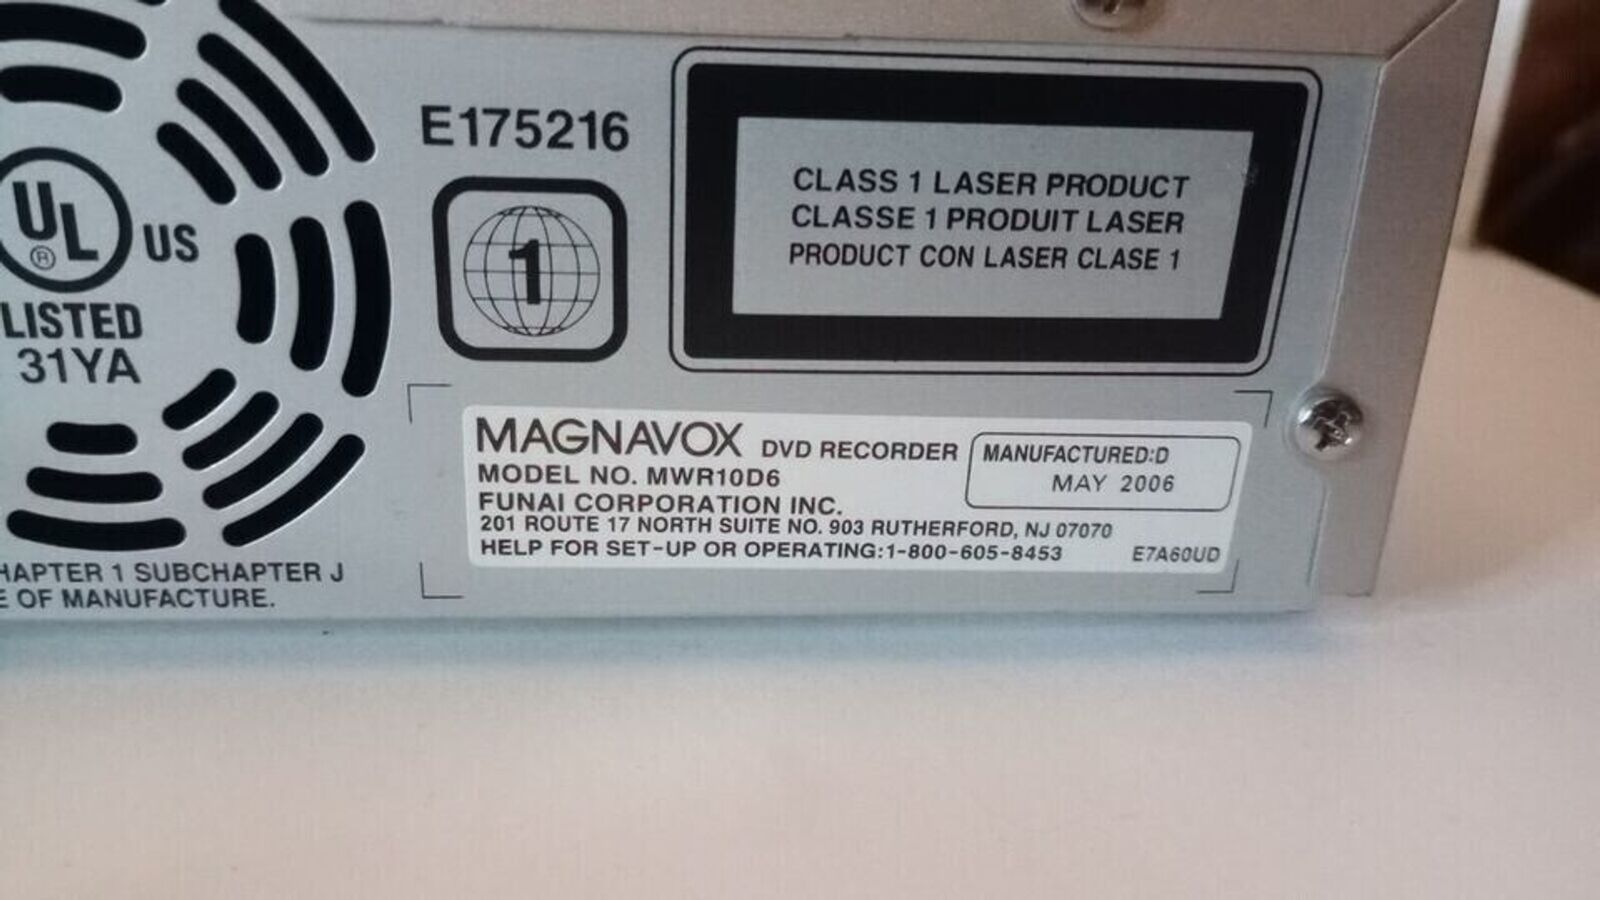 E175216
UL
®
US
LISTED
31YA
1
CLASS 1 LASER PRODUCT
CLASSE 1 PRODUIT LASER
PRODUCT CON LASER CLASE 1
MAGNAVOX DVD RECORDER
MODEL NO. MWR10D6
FUNAI CORPORATION INC.
201 ROUTE 17 NORTH SUITE NO. 903 RUTHERFORD, NJ 07070
HELP FOR SET-UP OR OPERATING:1-800-605-8453
MANUFACTURED:D
MAY 2006
E7A60UD
HAPTER 1 SUBCHAPTER J
E OF MANUFACTURE.